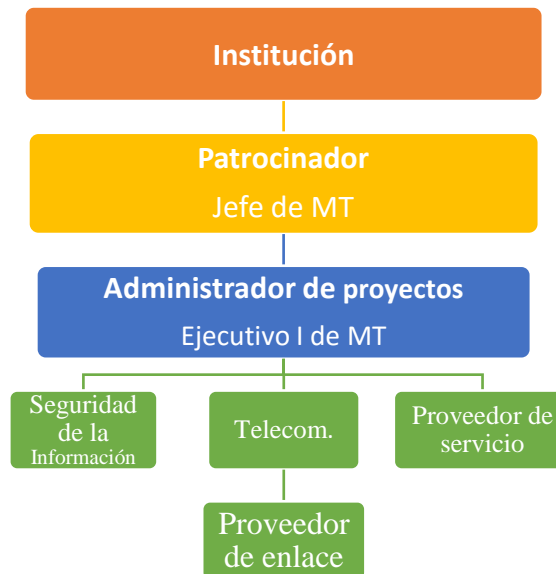 Institución
Patrocinador
Jefe de MT
Administrador de proyectos
Ejecutivo I de MT
Seguridad
de la
Información
Telecom.
Proveedor de
servicio
Proveedor
de enlace